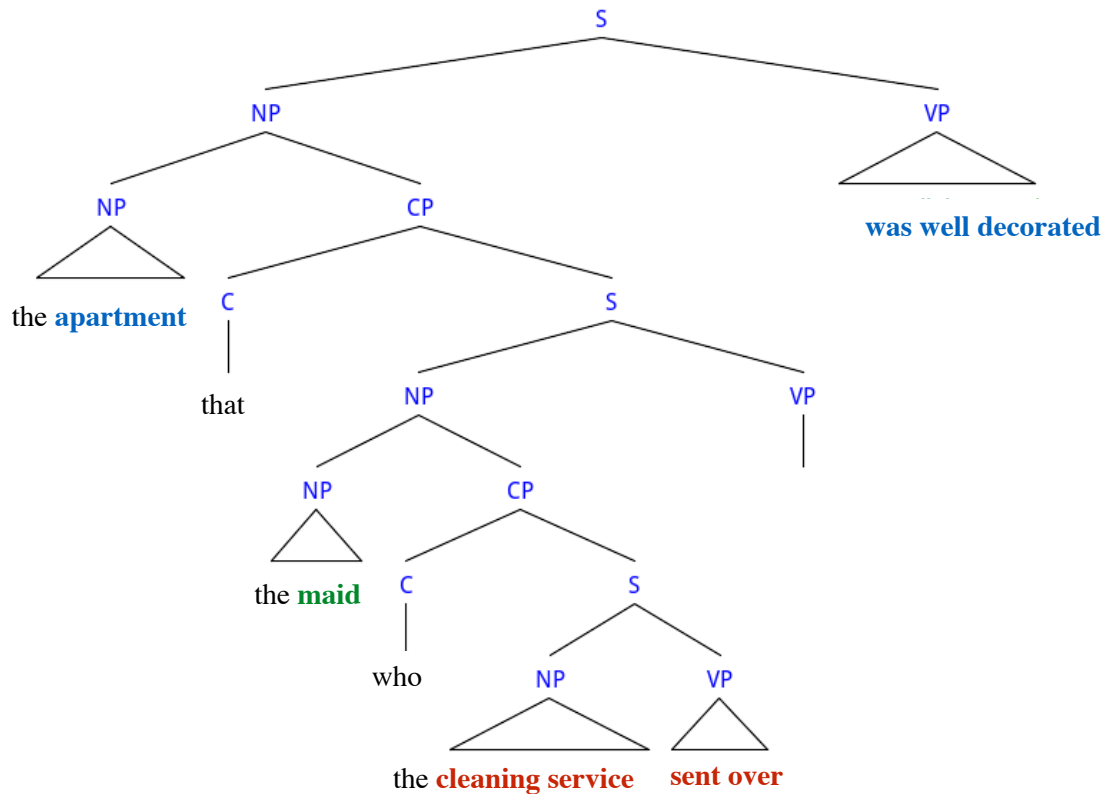 S
NP VP
NP CP
was well decorated
C S
the apartment
that
NP VP
NP CP
C S
the maid
who
NP VP
the cleaning service sent over